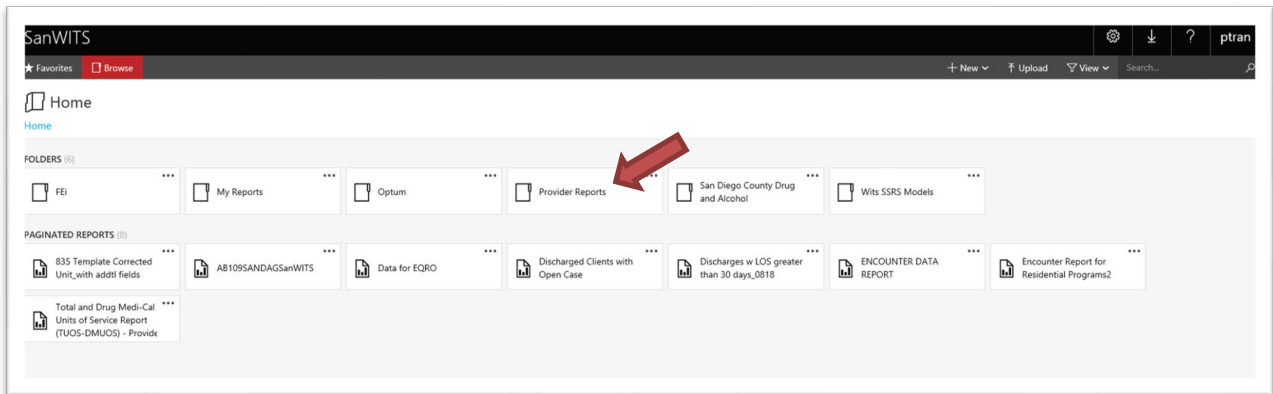 SanWITS
? ptran
Favorites Browse
New Upload View Search...
Home
Home
FOLDERS (6)
FEi
My Reports
Optum
Provider Reports
San Diego County Drug
and Alcohol
Wits SSRS Models
PAGINATED REPORTS (8)
835 Template Corrected
Unit_with addtl fields
AB109SANDAGSanWITS
Data for EQRO
Discharged Clients with
Open Case
Discharges w LOS greater
than 30 days_0818
ENCOUNTER DATA
REPORT
Encounter Report for
Residential Programs2
Total and Drug Medi-Cal
Units of Service Report
(TUOS-DMUOS) - Provide